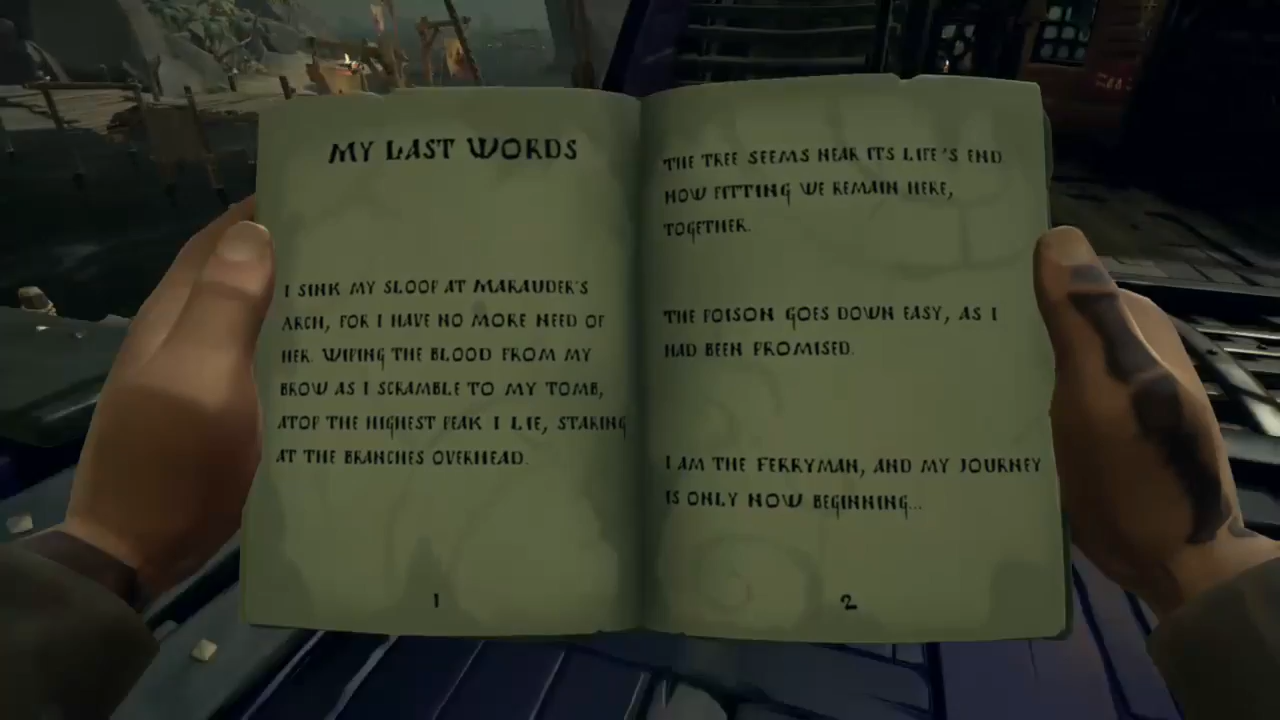 MY LAST WORDS
I SINK MY SLOOP AT MARAUDER'S
ARCH, FOR I HAVE NO MORE NEED OF
HER. WIPING THE BLOOD FROM MY
BROW AS I SCRAMBLE TO MY TOMB,
ATOP THE HIGHEST PEAK I LIE, STARING
AT THE BRANCHES OVERHEAD.
1
THE TREE SEEMS NEAR ITS LIFE'S END
HOW FITTING WE REMAIN HERE,
TOGETHER.
THE POISON GOES DOWN EASY, AS I
HAD BEEN PROMISED.
I AM THE FERRYMAN, AND MY JOURNEY
IS ONLY NOW BEGINNING...
2